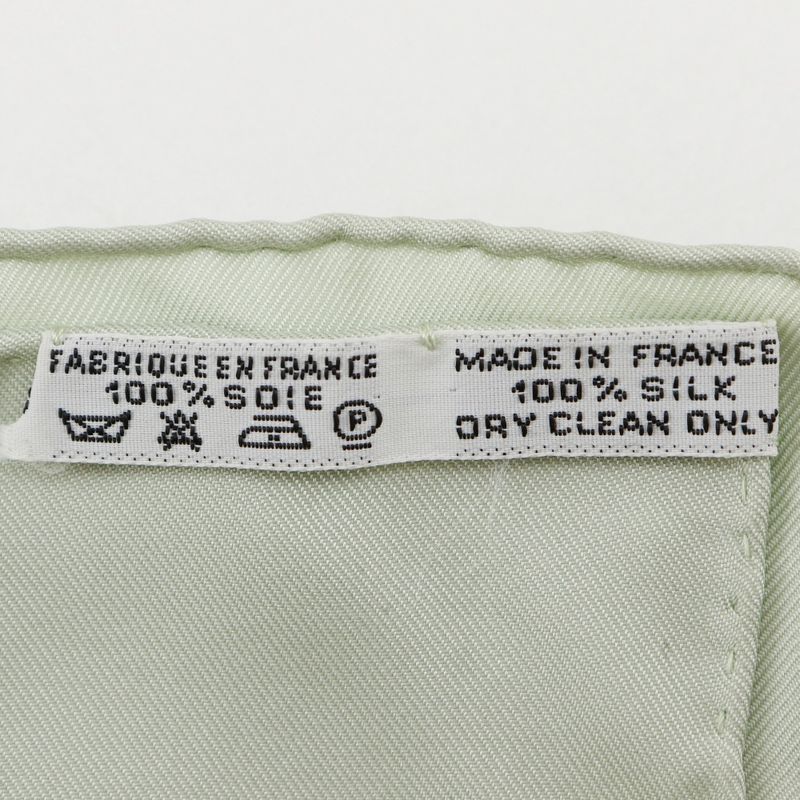 FABRIQUE EN FRANCE
100% SOIE
P
MADE IN FRANCE
100% SILK
DRY CLEAN ONLY